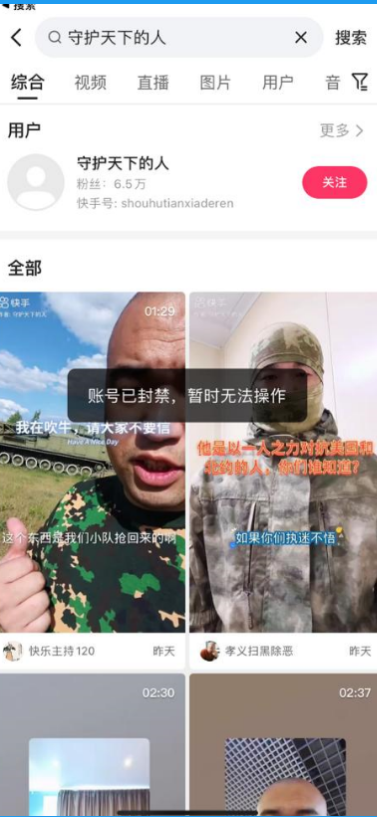 搜索
守护天下的人
搜索
综合 视频 直播 图片 用户 音
用户
更多
守护天下的人
粉丝：6.5万
关注
快手号: shouhutianxiaderen
全部
快手
01:29
账号已封禁，暂时无法操作
我在吹牛，请大家不要信
Have A Nice Day
这个东西是我们小队抢回来的啊
他是以一人之力对抗美国和
北约的人，你们谁知道？
如果你们执迷不悟
快乐主持120
昨天
孝义扫黑除恶
昨天
02:30
02:37